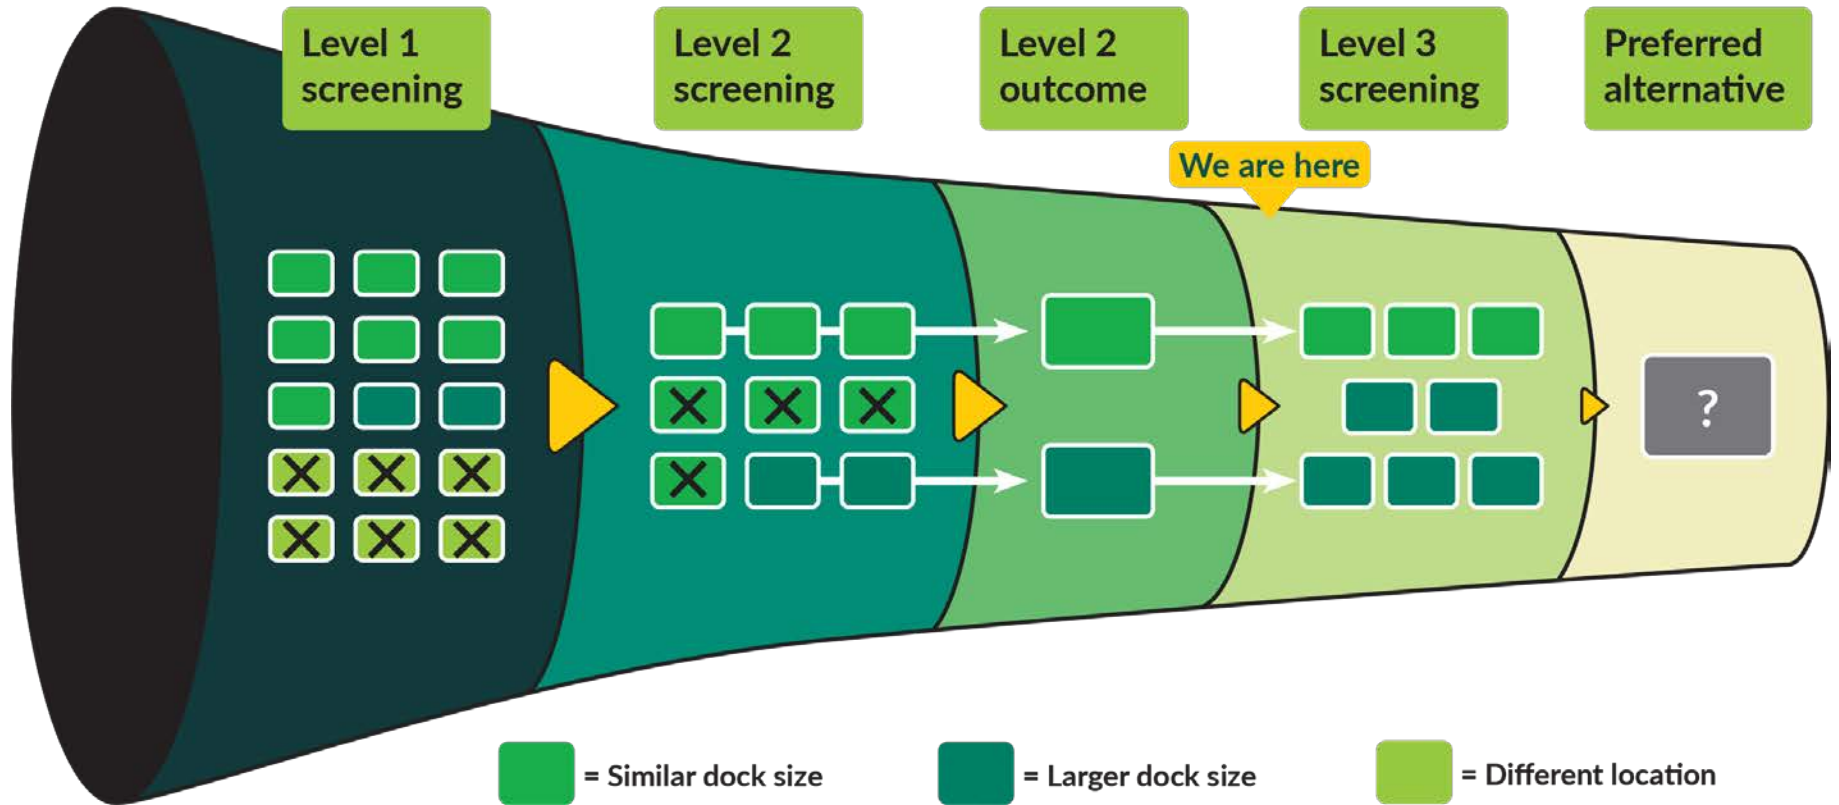 Level 1
screening
Level 2
screening
Level 2
outcome
Level 3
screening
Preferred
alternative
We are here
?
= Similar dock size
= Larger dock size
= Different location